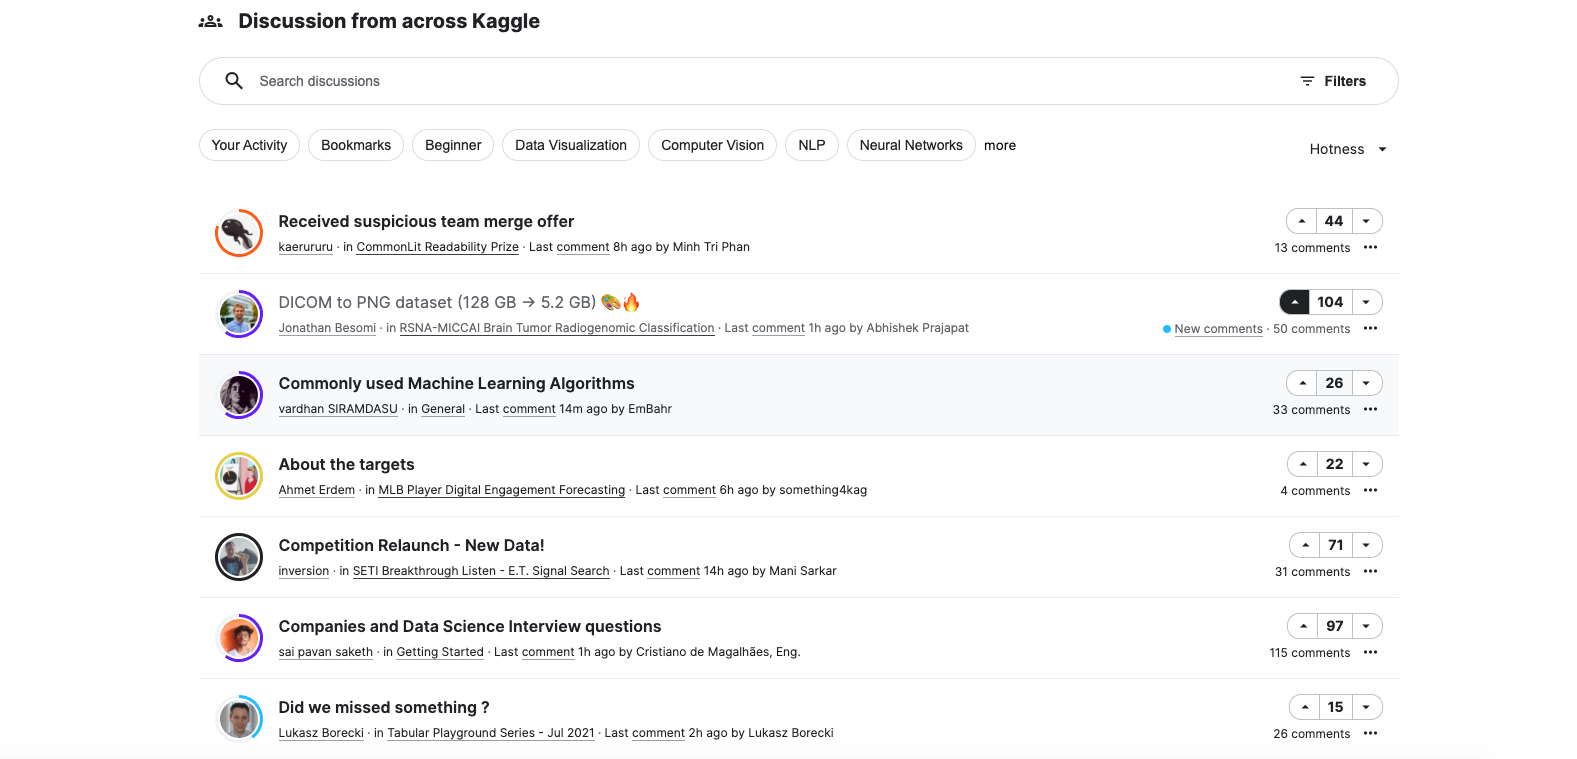 Discussion from across Kaggle
Search discussions
Filters
Your Activity Bookmarks Beginner Data Visualization Computer Vision NLP Neural Networks more
Hotness
Received suspicious team merge offer
44
kaerururu · in CommonLit Readability Prize · Last comment 8h ago by Minh Tri Phan
13 comments •••
DICOM to PNG dataset (128 GB → 5.2 GB) 🎨🔥
104
Jonathan Besomi · in RSNA-MICCAI Brain Tumor Radiogenomic Classification · Last comment 1h ago by Abhishek Prajapat
New comments · 50 comments •••
Commonly used Machine Learning Algorithms
26
vardhan SIRAMDASU · in General · Last comment 14m ago by EmBahr
33 comments •••
About the targets
22
Ahmet Erdem · in MLB Player Digital Engagement Forecasting · Last comment 6h ago by something4kag
4 comments •••
Competition Relaunch - New Data!
71
inversion · in SETI Breakthrough Listen - E.T. Signal Search · Last comment 14h ago by Mani Sarkar
31 comments •••
Companies and Data Science Interview questions
97
sai pavan saketh · in Getting Started · Last comment 1h ago by Cristiano de Magalhães, Eng.
115 comments •••
Did we missed something ?
15
Lukasz Borecki · in Tabular Playground Series - Jul 2021 · Last comment 2h ago by Lukasz Borecki
26 comments •••